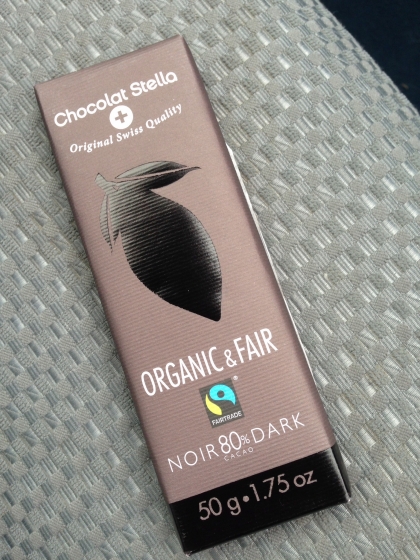 Chocolat Stella
Original Swiss Quality
ORGANIC & FAIR
®
FAIRTRADE
NOIR 80% DARK
CACAO
50 g • 1.75 oz